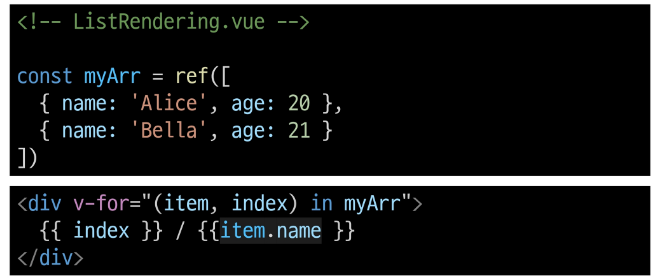 <!-- ListRendering.vue -->
const myArr = ref([
  { name: 'Alice', age: 20 },
  { name: 'Bella', age: 21 }
])
<div v-for="(item, index) in myArr">
  {{ index }} / {{item.name }}
</div>